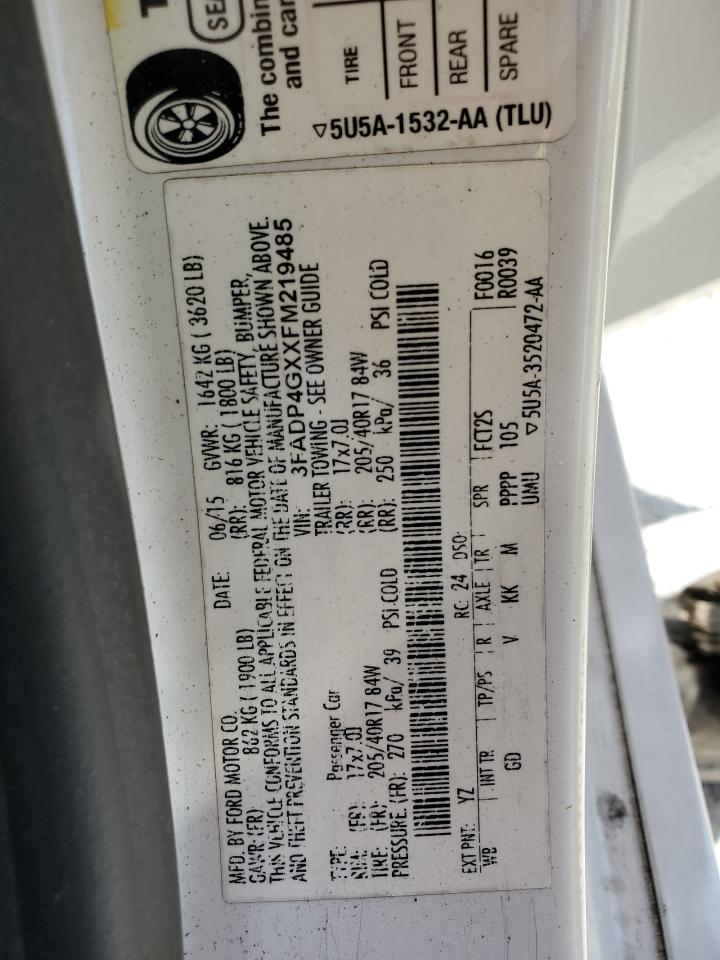 SEA
The combin
and car
TIRE
FRONT
REAR
SPARE
5U5A-1532-AA (TLU)
MFD. BY FORD MOTOR CO.
DATE: 06/15 GVWR: 1642 KG ( 3620 LB)
GAWR (FR): 862 KG ( 1900 LB) (RR): 816 KG ( 1800 LB)
THIS VEHICLE CONFORMS TO ALL APPLICABLE FEDERAL MOTOR VEHICLE SAFETY, BUMPER,
AND THEFT PREVENTION STANDARDS IN EFFECT ON THE DATE OF MANUFACTURE SHOWN ABOVE.
VIN: 3FADP4GXXFM219485
TYPE: Passenger Car TRAILER TOWING - SEE OWNER GUIDE
RIM: (FR): 17x7.0J (RR): 17x7.0J
TIRE: (FR): 205/40R17 84W (RR): 205/40R17 84W
PRESSURE: (FR): 270 kPa/ 39 PSI COLD (RR): 250 kPa/ 36 PSI COLD
EXT PNT: YZ RC: 24 DSO: F0016
WB INT TR TP/PS R AXLE TR SPR FCT2S R0039
GD V KK M PPPP 105
UMU 5U5A-3520472-AA